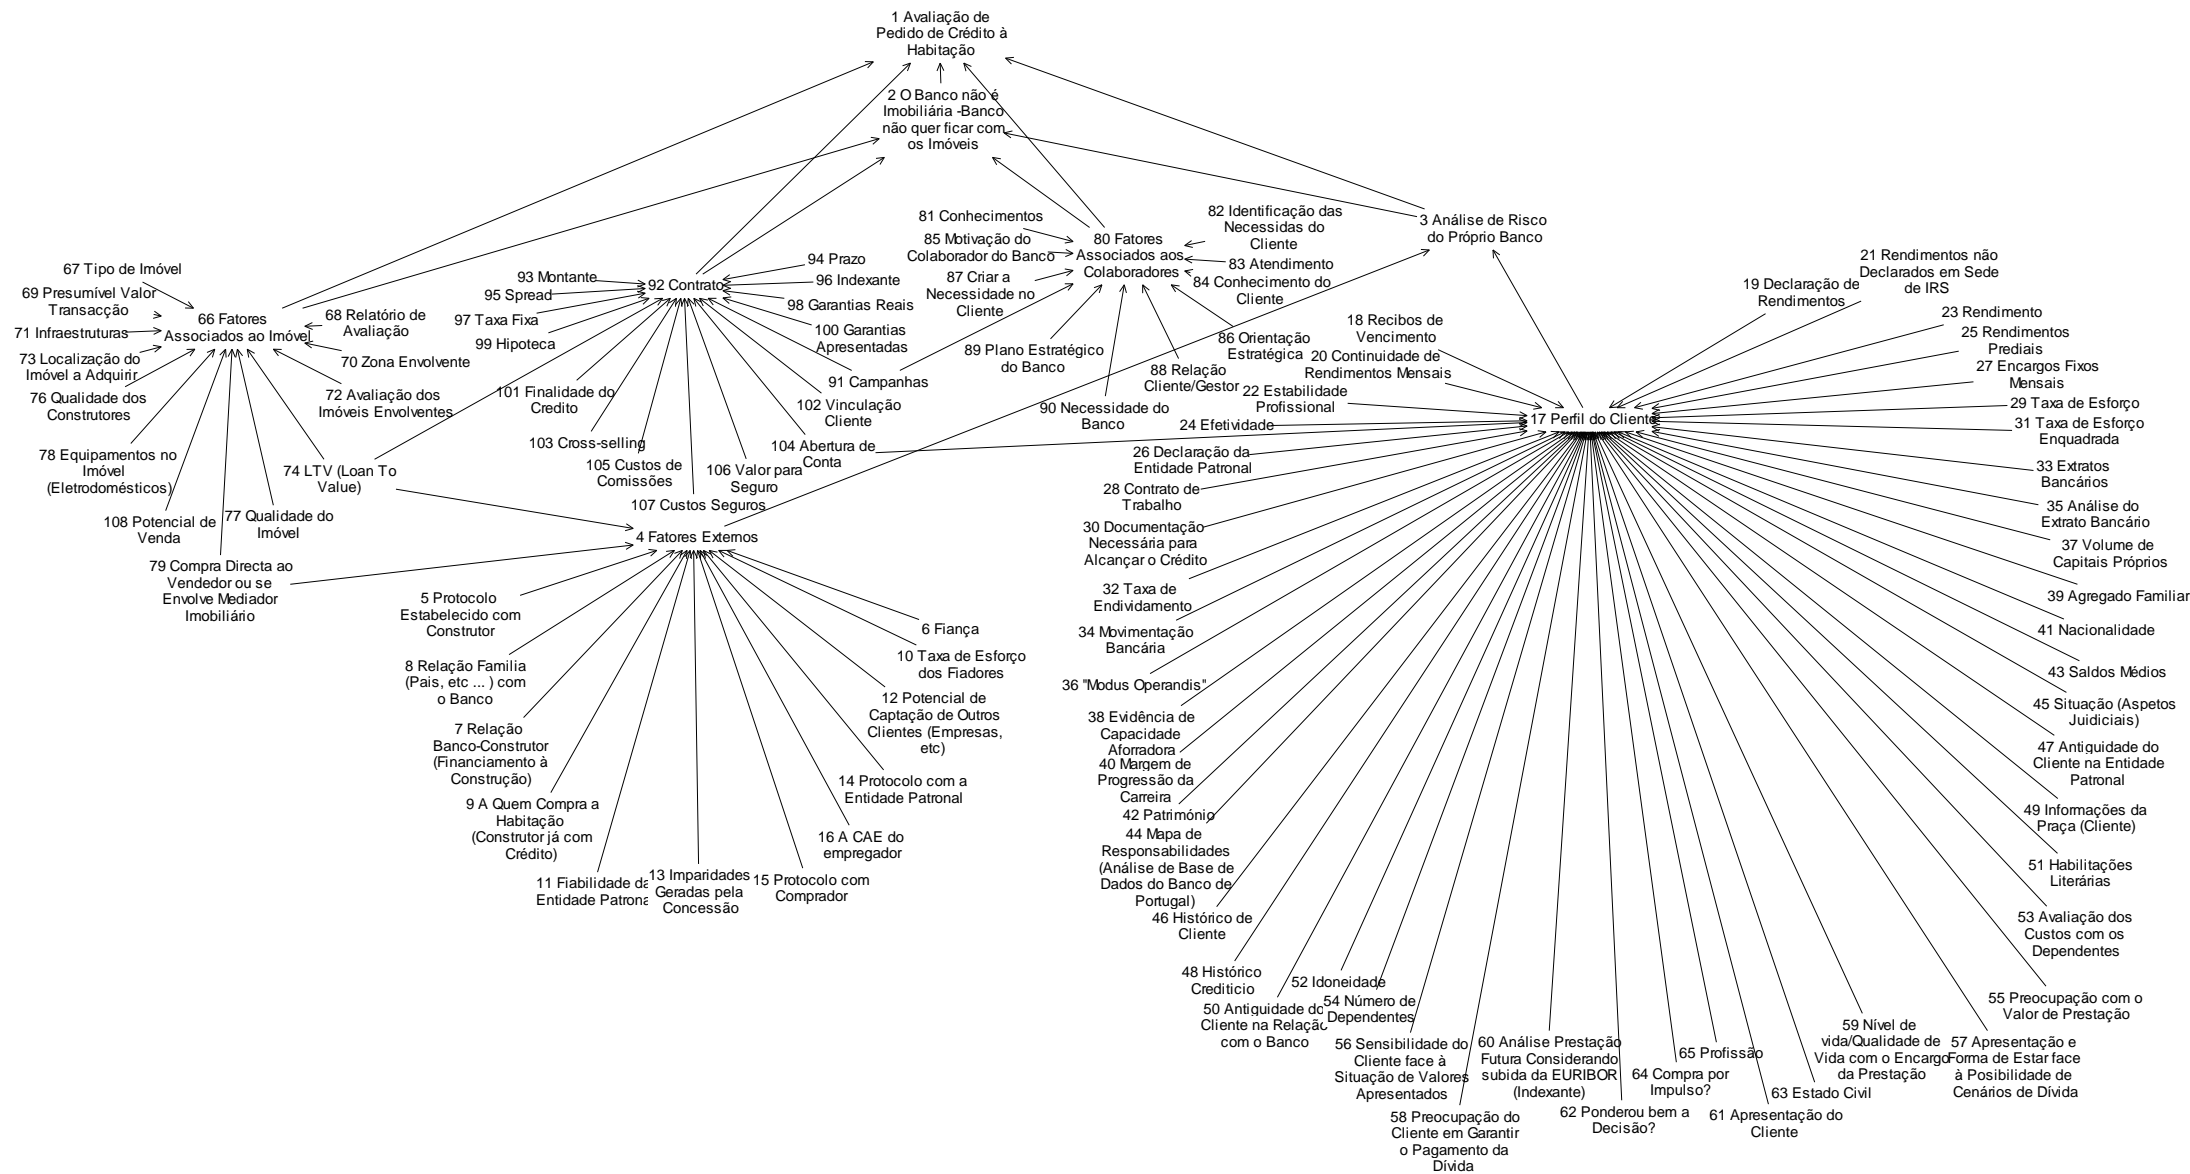 1 Avaliação de
Pedido de Crédito à
Habitação
2 O Banco não é
Imobiliária -Banco
não quer ficar com
os Imóveis
3 Análise de Risco
do Próprio Banco
80 Fatores
Associados aos
Colaboradores
81 Conhecimentos
85 Motivação do
Colaborador do Banco
87 Criar a
Necessidade no
Cliente
82 Identificação das
Necessidas do
Cliente
83 Atendimento
84 Conhecimento do
Cliente
86 Orientação
Estratégica
88 Relação
Cliente/Gestor
89 Plano Estratégico
do Banco
90 Necessidade do
Banco
91 Campanhas
92 Contrato
93 Montante
95 Spread
97 Taxa Fixa
99 Hipoteca
94 Prazo
96 Indexante
98 Garantias Reais
100 Garantias
Apresentadas
101 Finalidade do
Credito
102 Vinculação
Cliente
103 Cross-selling
104 Abertura de
Conta
105 Custos de
Comissões
106 Valor para
Seguro
107 Custos Seguros
66 Fatores
Associados ao Imóvel
67 Tipo de Imóvel
69 Presumível Valor
Transacção
71 Infraestruturas
73 Localização do
Imóvel a Adquirir
76 Qualidade dos
Construtores
68 Relatório de
Avaliação
70 Zona Envolvente
72 Avaliação dos
Imóveis Envolventes
78 Equipamentos no
Imóvel
(Eletrodomésticos)
74 LTV (Loan To
Value)
108 Potencial de
Venda
77 Qualidade do
Imóvel
79 Compra Directa ao
Vendedor ou se
Envolve Mediador
Imobiliário
4 Fatores Externos
5 Protocolo
Estabelecido com
Construtor
8 Relação Familia
(Pais, etc ... ) com
o Banco
7 Relação
Banco-Construtor
(Financiamento à
Construção)
9 A Quem Compra a
Habitação
(Construtor já com
Crédito)
11 Fiabilidade da
Entidade Patrona
13 Imparidades
Geradas pela
Concessão
15 Protocolo com
Comprador
16 A CAE do
empregador
14 Protocolo com a
Entidade Patronal
12 Potencial de
Captação de Outros
Clientes (Empresas,
etc)
10 Taxa de Esforço
dos Fiadores
6 Fiança
17 Perfil do Cliente
18 Recibos de
Vencimento
20 Continuidade de
Rendimentos Mensais
22 Estabilidade
Profissional
24 Efetividade
26 Declaração da
Entidade Patronal
28 Contrato de
Trabalho
30 Documentação
Necessária para
Alcançar o Crédito
32 Taxa de
Endividamento
34 Movimentação
Bancária
36 "Modus Operandis"
38 Evidência de
Capacidade
Aforradora
40 Margem de
Progressão da
Carreira
42 Património
44 Mapa de
Responsabilidades
(Análise de Base de
Dados do Banco de
Portugal)
46 Histórico de
Cliente
48 Histórico
Crediticio
50 Antiguidade do
Cliente na Relação
com o Banco
52 Idoneidade
54 Número de
Dependentes
56 Sensibilidade do
Cliente face à
Situação de Valores
Apresentados
58 Preocupação do
Cliente em Garantir
o Pagamento da
Dívida
60 Análise Prestação
Futura Considerando
subida da EURIBOR
(Indexante)
62 Ponderou bem a
Decisão?
64 Compra por
Impulso?
65 Profissão
61 Apresentação do
Cliente
63 Estado Civil
59 Nível de
vida/Qualidade de
Vida com o Encargo
da Prestação
57 Apresentação e
Forma de Estar face
à Posibilidade de
Cenários de Dívida
55 Preocupação com o
Valor de Prestação
53 Avaliação dos
Custos com os
Dependentes
51 Habilitações
Literárias
49 Informações da
Praça (Cliente)
47 Antiguidade do
Cliente na Entidade
Patronal
45 Situação (Aspetos
Juidiciais)
43 Saldos Médios
41 Nacionalidade
39 Agregado Familiar
37 Volume de
Capitais Próprios
35 Análise do
Extrato Bancário
33 Extratos
Bancários
31 Taxa de Esforço
Enquadrada
29 Taxa de Esforço
27 Encargos Fixos
Mensais
25 Rendimentos
Prediais
23 Rendimento
21 Rendimentos não
Declarados em Sede
de IRS
19 Declaração de
Rendimentos